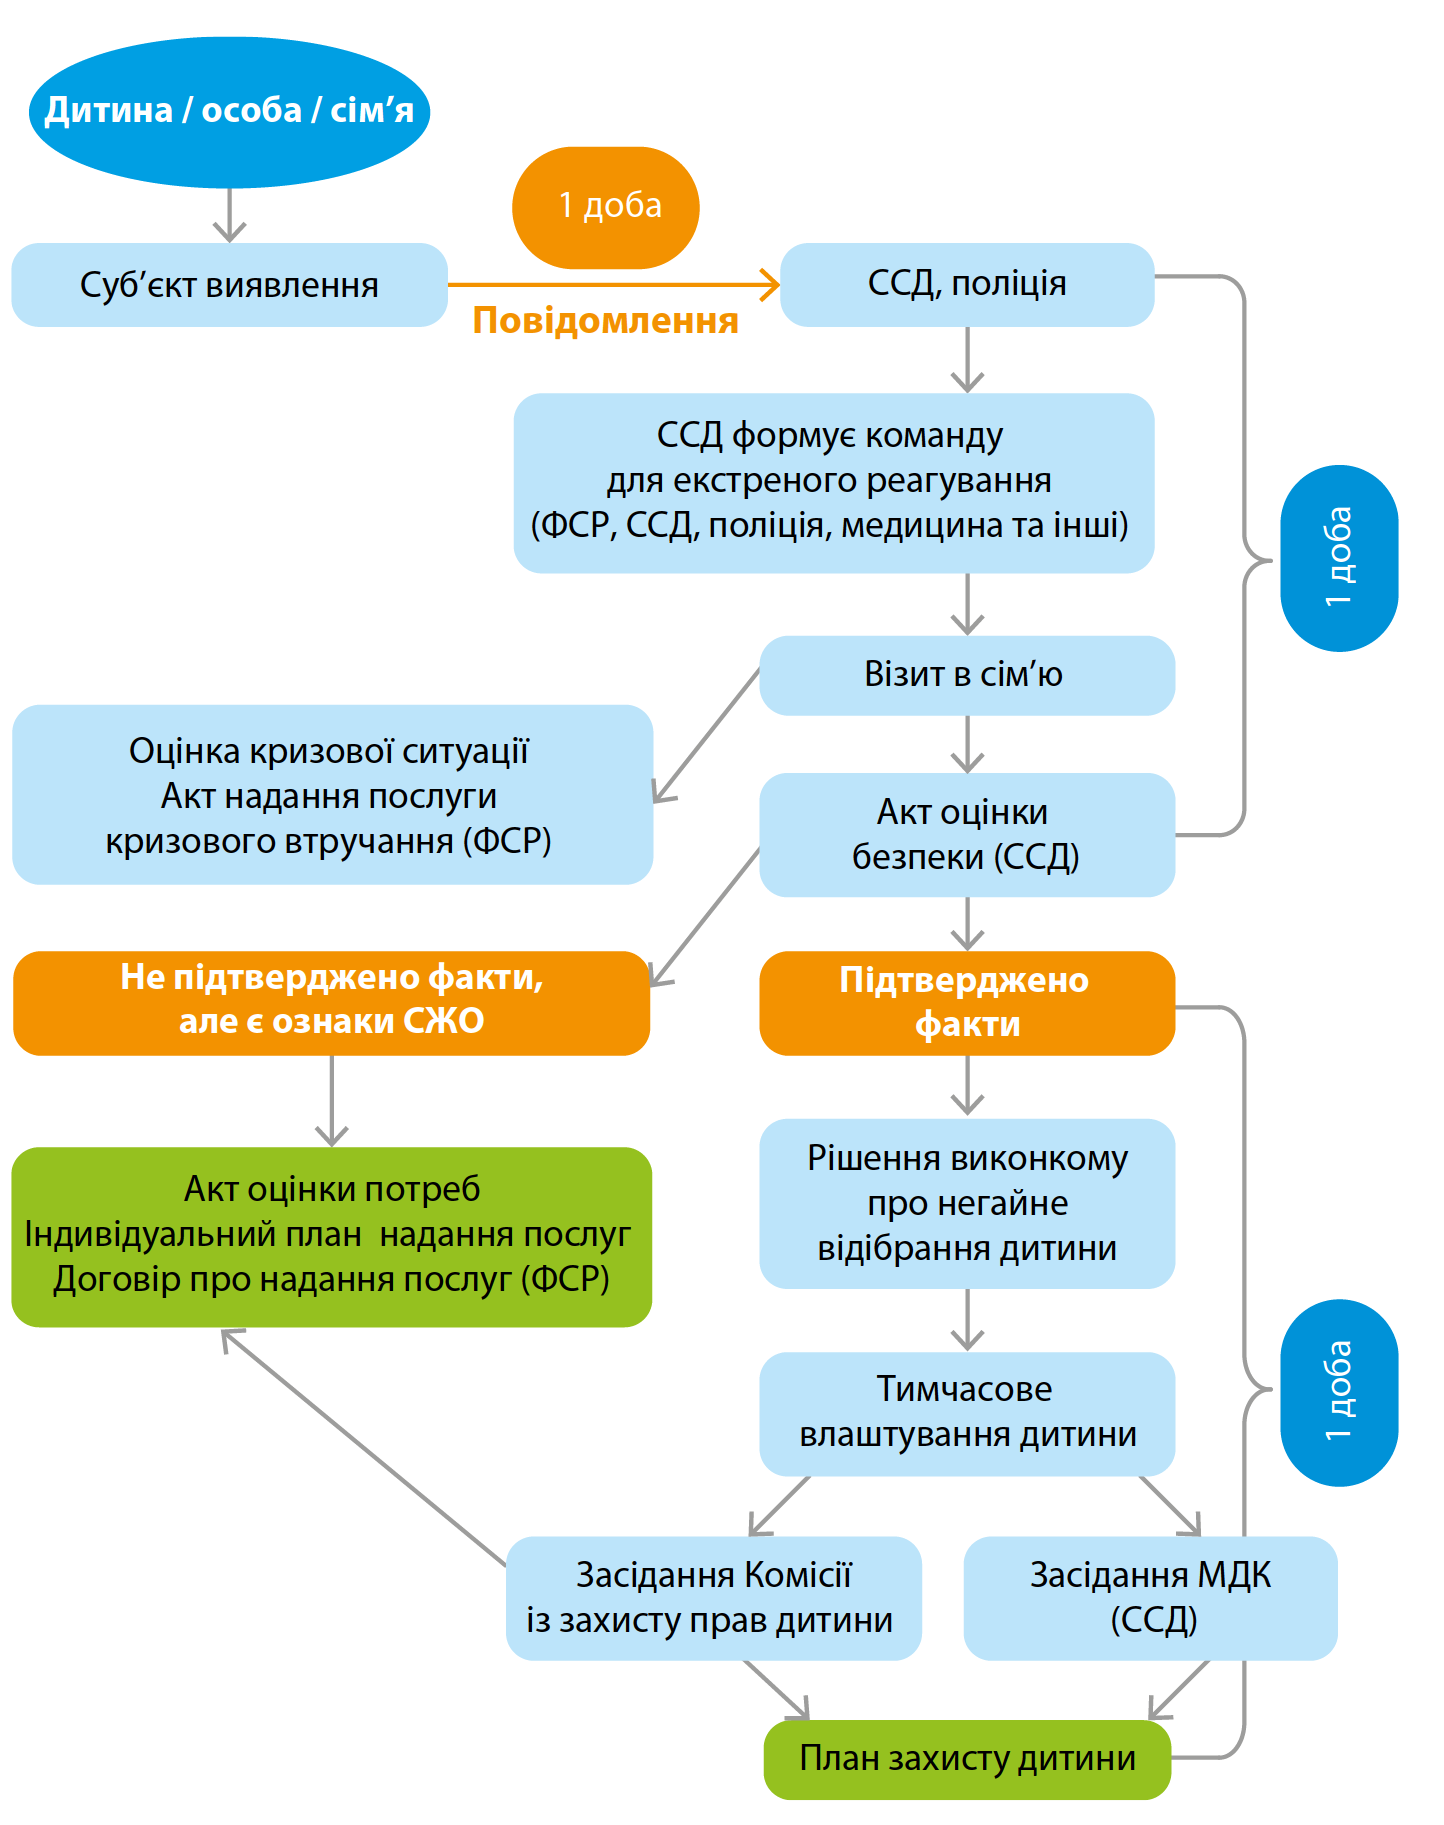 Дитина / особа / сім’я
1 доба
Суб’єкт виявлення
Повідомлення
ССД, поліція
ССД формує команду
для екстреного реагування
(ФСР, ССД, поліція, медицина та інші)
1 доба
Візит в сім’ю
Оцінка кризової ситуації
Акт надання послуги
кризового втручання (ФСР)
Акт оцінки
безпеки (ССД)
Не підтверджено факти,
але є ознаки СЖО
Підтверджено
факти
Акт оцінки потреб
Індивідуальний план надання послуг
Договір про надання послуг (ФСР)
Рішення виконкому
про негайне
відібрання дитини
1 доба
Тимчасове
влаштування дитини
Засідання Комісії
із захисту прав дитини
Засідання МДК
(ССД)
План захисту дитини